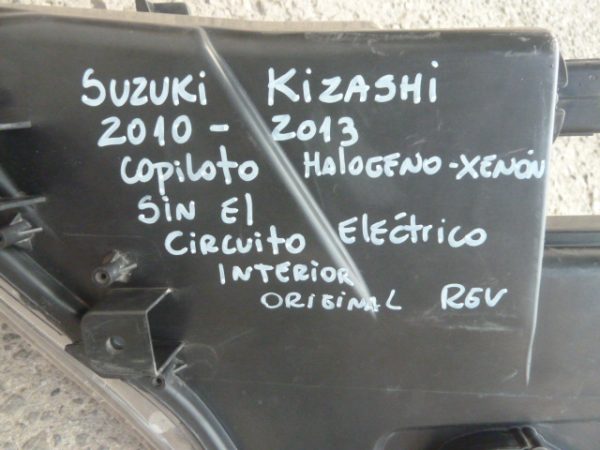 SUZUKI KIZASHI
2010 - 2013
COPILOTO HALOGENO-XENÓN
SIN El
CIRCUITO ElÉCTRICO
INTERIOR
ORIGINAL REV